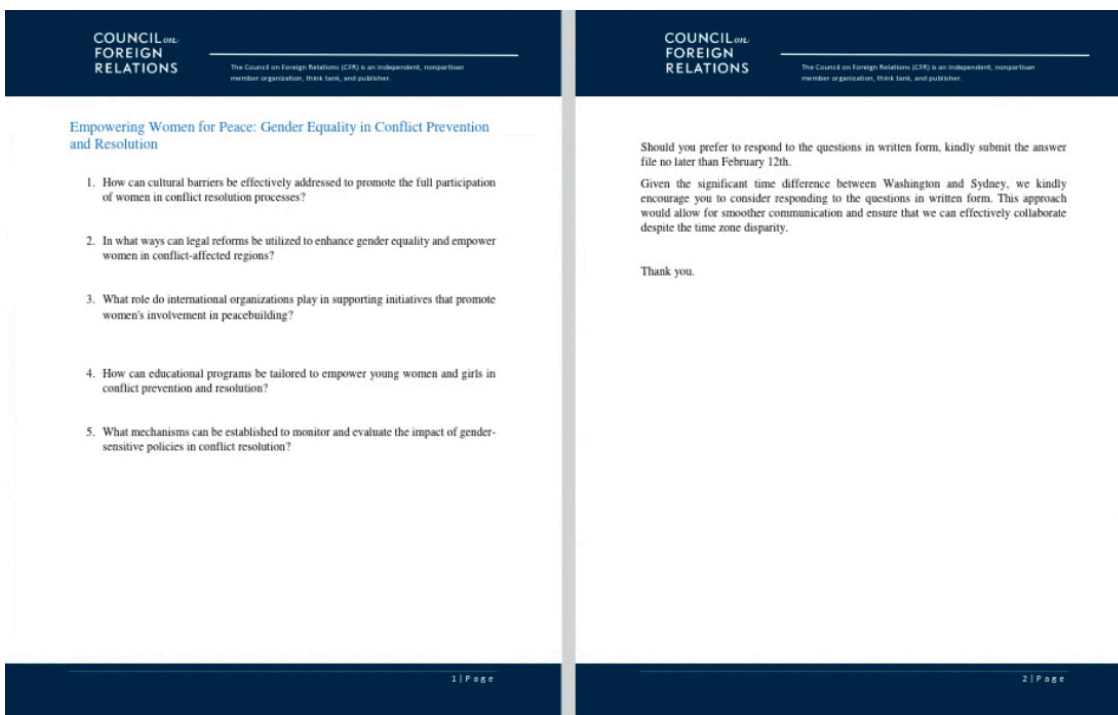 COUNCIL on
FOREIGN
RELATIONS
The Council on Foreign Relations (CFR) is an independent, nonpartisan
member organization, think tank, and publisher.
Empowering Women for Peace: Gender Equality in Conflict Prevention
and Resolution
1. How can cultural barriers be effectively addressed to promote the full participation
of women in conflict resolution processes?
2. In what ways can legal reforms be utilized to enhance gender equality and empower
women in conflict-affected regions?
3. What role do international organizations play in supporting initiatives that promote
women's involvement in peacebuilding?
4. How can educational programs be tailored to empower young women and girls in
conflict prevention and resolution?
5. What mechanisms can be established to monitor and evaluate the impact of gender-
sensitive policies in conflict resolution?
1 | Page
COUNCIL on
FOREIGN
RELATIONS
The Council on Foreign Relations (CFR) is an independent, nonpartisan
member organization, think tank, and publisher.
Should you prefer to respond to the questions in written form, kindly submit the answer
file no later than February 12th.
Given the significant time difference between Washington and Sydney, we kindly
encourage you to consider responding to the questions in written form. This approach
would allow for smoother communication and ensure that we can effectively collaborate
despite the time zone disparity.
Thank you.
2 | Page